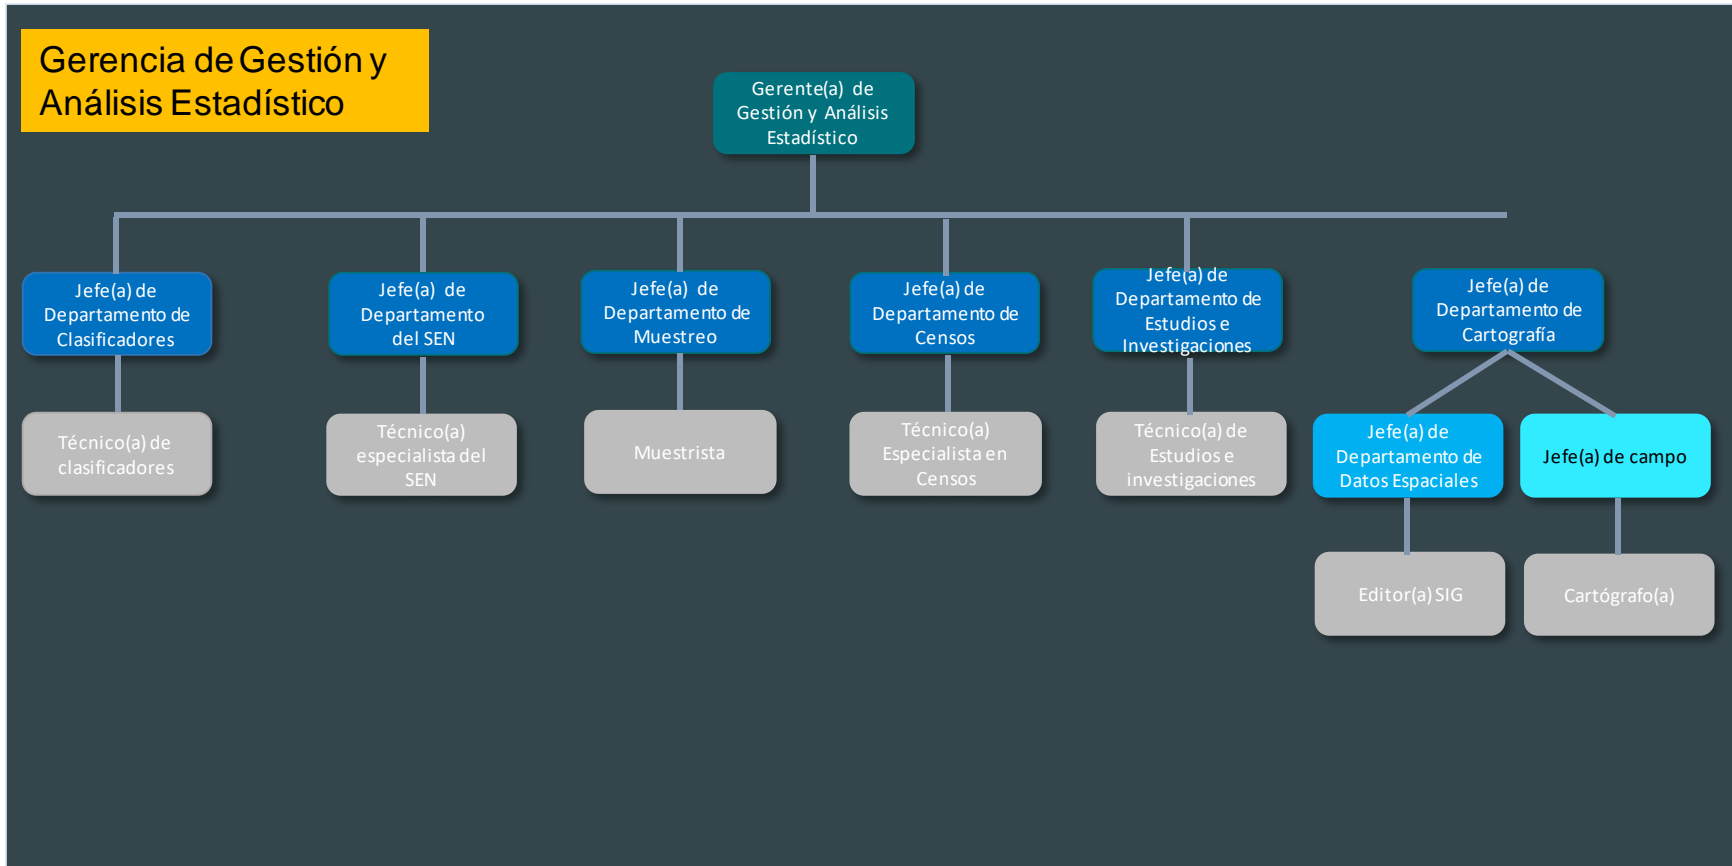 Gerencia de Gestión y
Análisis Estadístico
Gerente(a) de
Gestión y Análisis
Estadístico
Jefe(a) de
Departamento de
Clasificadores
Jefe(a) de
Departamento
del SEN
Jefe(a) de
Departamento de
Muestreo
Jefe(a) de
Departamento de
Censos
Jefe(a) de
Departamento de
Estudios e
Investigaciones
Jefe(a) de
Departamento de
Cartografía
Técnico(a) de
clasificadores
Técnico(a)
especialista del
SEN
Muestrista
Técnico(a)
Especialista en
Censos
Técnico(a) de
Estudios e
investigaciones
Jefe(a) de
Departamento de
Datos Espaciales
Jefe(a) de campo
Editor(a) SIG
Cartógrafo(a)